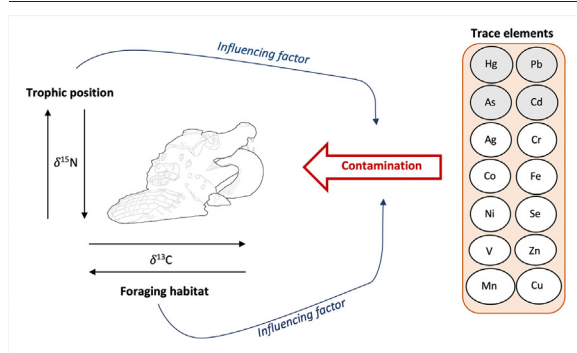 Trace elements
Influencing factor
Hg Pb
Trophic position
As Cd
Ag Cr
δ15N
Contamination
Co Fe
Ni Se
δ13C
V Zn
Foraging habitat
Mn Cu
Influencing factor